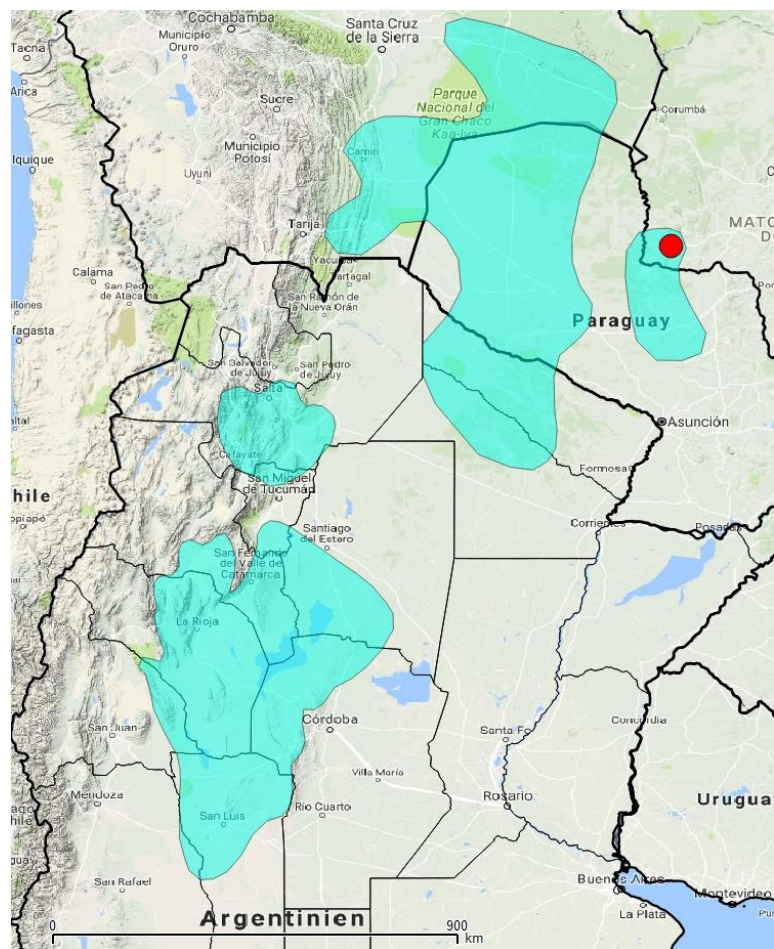 Cochabamba
Santa Cruz
de la Sierra
Tacna
Municipio
Oruro
Arica
Sucre
Parque
Nacional del
Gran Chaco
Kaa-Iya
Corumbá
Municipio
Potosí
Camiri
Iquique
Uyuni
MATO
Tarija
Yacuiba
Tartagal
Calama
San Pedro
de Atacama
San Ramón de
la Nueva Orán
Paraguay
San Salvador
de Jujuy
San Pedro
de Jujuy
Salta
Asunción
Cafayate
Formosa
San Miguel
de Tucumán
hile
Corrientes
Posadas
Santiago
del Estero
San Fernando
del Valle de
Catamarca
La Rioja
San Juan
Córdoba
Santa Fe
Concordia
Villa María
Mendoza
Rosario
San Luis
Río Cuarto
Uruguay
San Rafael
Buenos Aires
La Plata
Montevideo
Argentinien
0
900
km